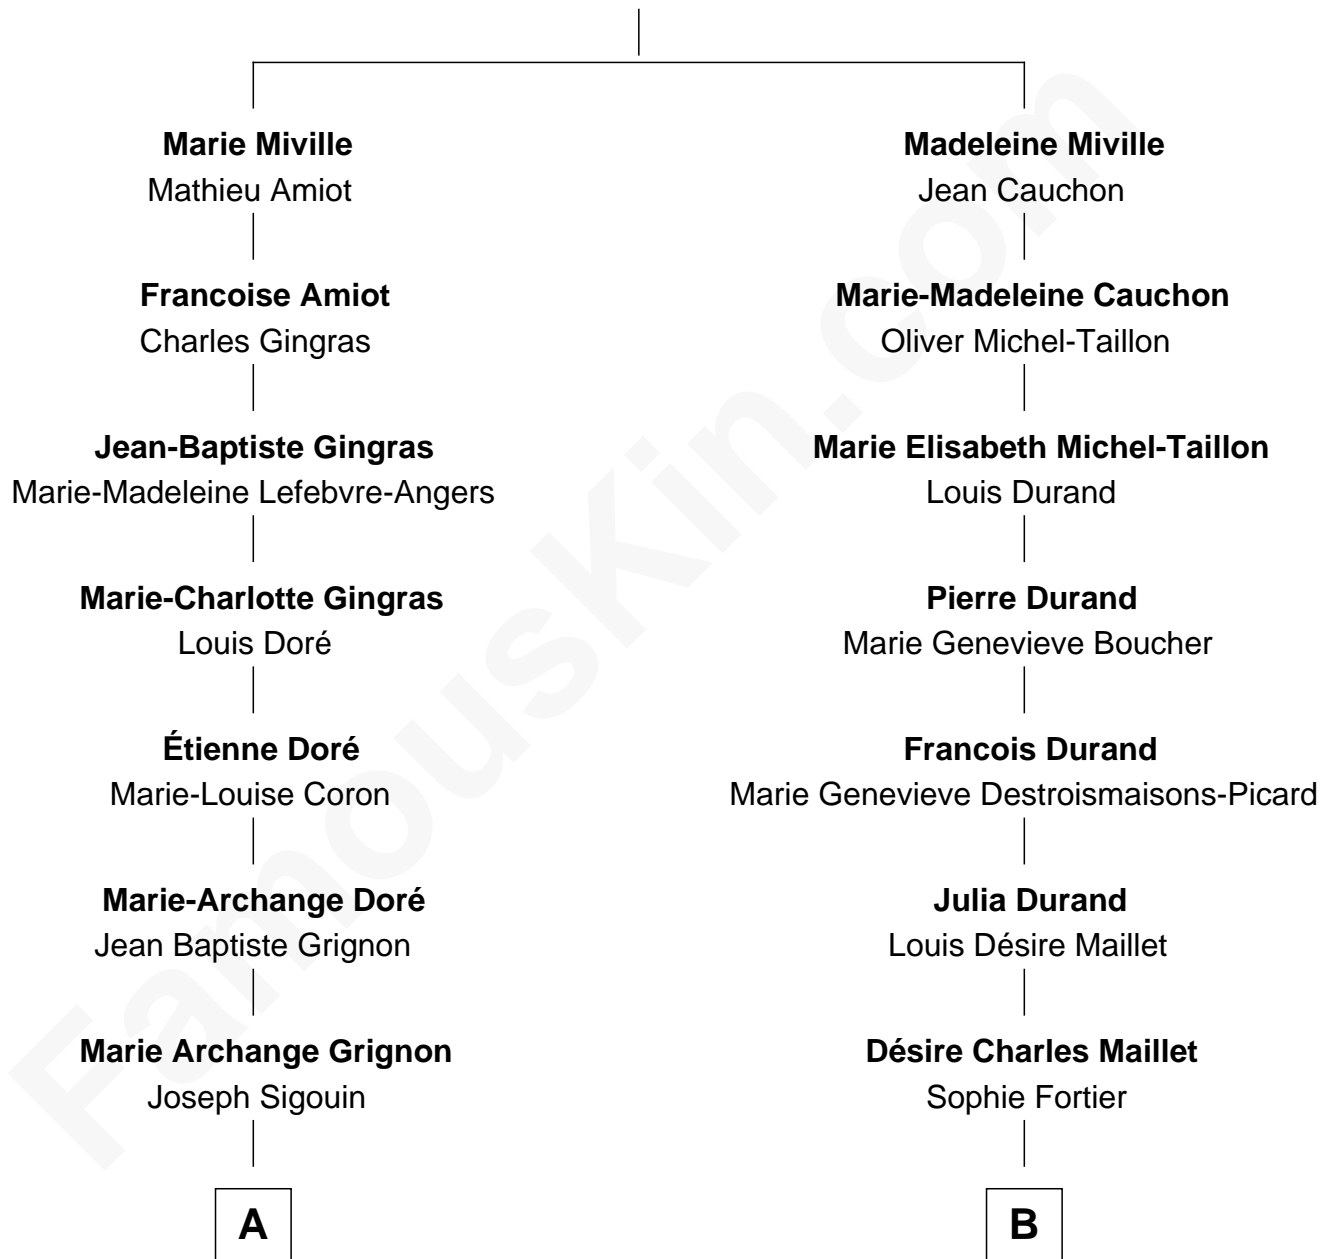 Marie Miville
Mathieu Amiot
Francoise Amiot
Charles Gingras
Jean-Baptiste Gingras
Marie-Madeleine Lefebvre-Angers
Marie-Charlotte Gingras
Louis Doré
Étienne Doré
Marie-Louise Coron
Marie-Archange Doré
Jean Baptiste Grignon
Marie Archange Grignon
Joseph Sigouin
A
Madeleine Miville
Jean Cauchon
Marie-Madeleine Cauchon
Oliver Michel-Taillon
Marie Elisabeth Michel-Taillon
Louis Durand
Pierre Durand
Marie Genevieve Boucher
Francois Durand
Marie Genevieve Destroismaisons-Picard
Julia Durand
Louis Désire Maillet
Désire Charles Maillet
Sophie Fortier
B
FamousKin.com